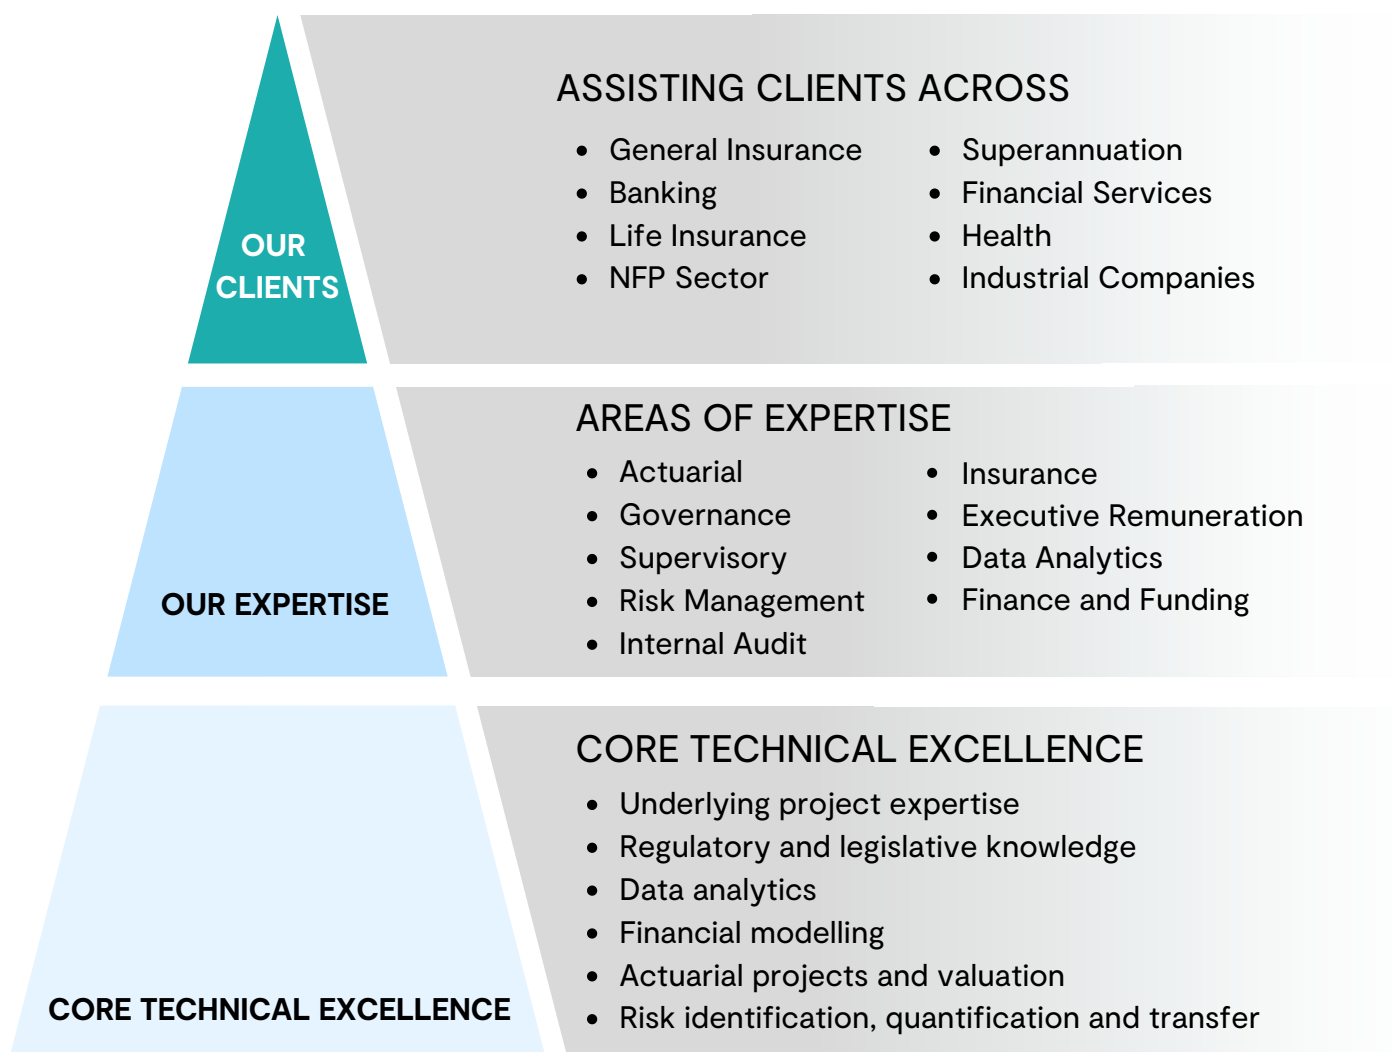 OUR
CLIENTS
ASSISTING CLIENTS ACROSS
• General Insurance
• Banking
• Life Insurance
• NFP Sector
• Superannuation
• Financial Services
• Health
• Industrial Companies
OUR EXPERTISE
AREAS OF EXPERTISE
• Actuarial
• Governance
• Supervisory
• Risk Management
• Internal Audit
• Insurance
• Executive Remuneration
• Data Analytics
• Finance and Funding
CORE TECHNICAL EXCELLENCE
CORE TECHNICAL EXCELLENCE
• Underlying project expertise
• Regulatory and legislative knowledge
• Data analytics
• Financial modelling
• Actuarial projects and valuation
• Risk identification, quantification and transfer